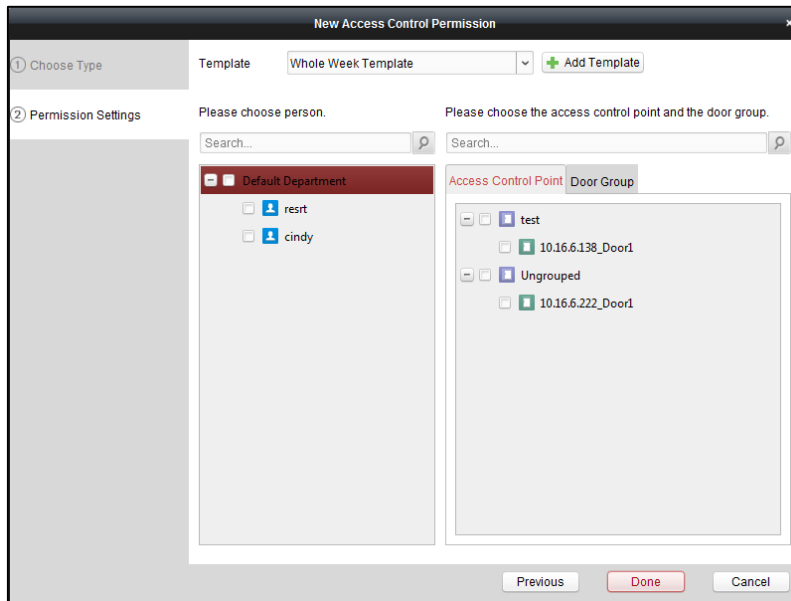 New Access Control Permission
×
1 Choose Type
2 Permission Settings
Template
Whole Week Template
Add Template
Please choose person.
Search...
Default Department
resrt
cindy
Please choose the access control point and the door group.
Search...
Access Control Point
Door Group
test
10.16.6.138_Door1
Ungrouped
10.16.6.222_Door1
Previous
Done
Cancel